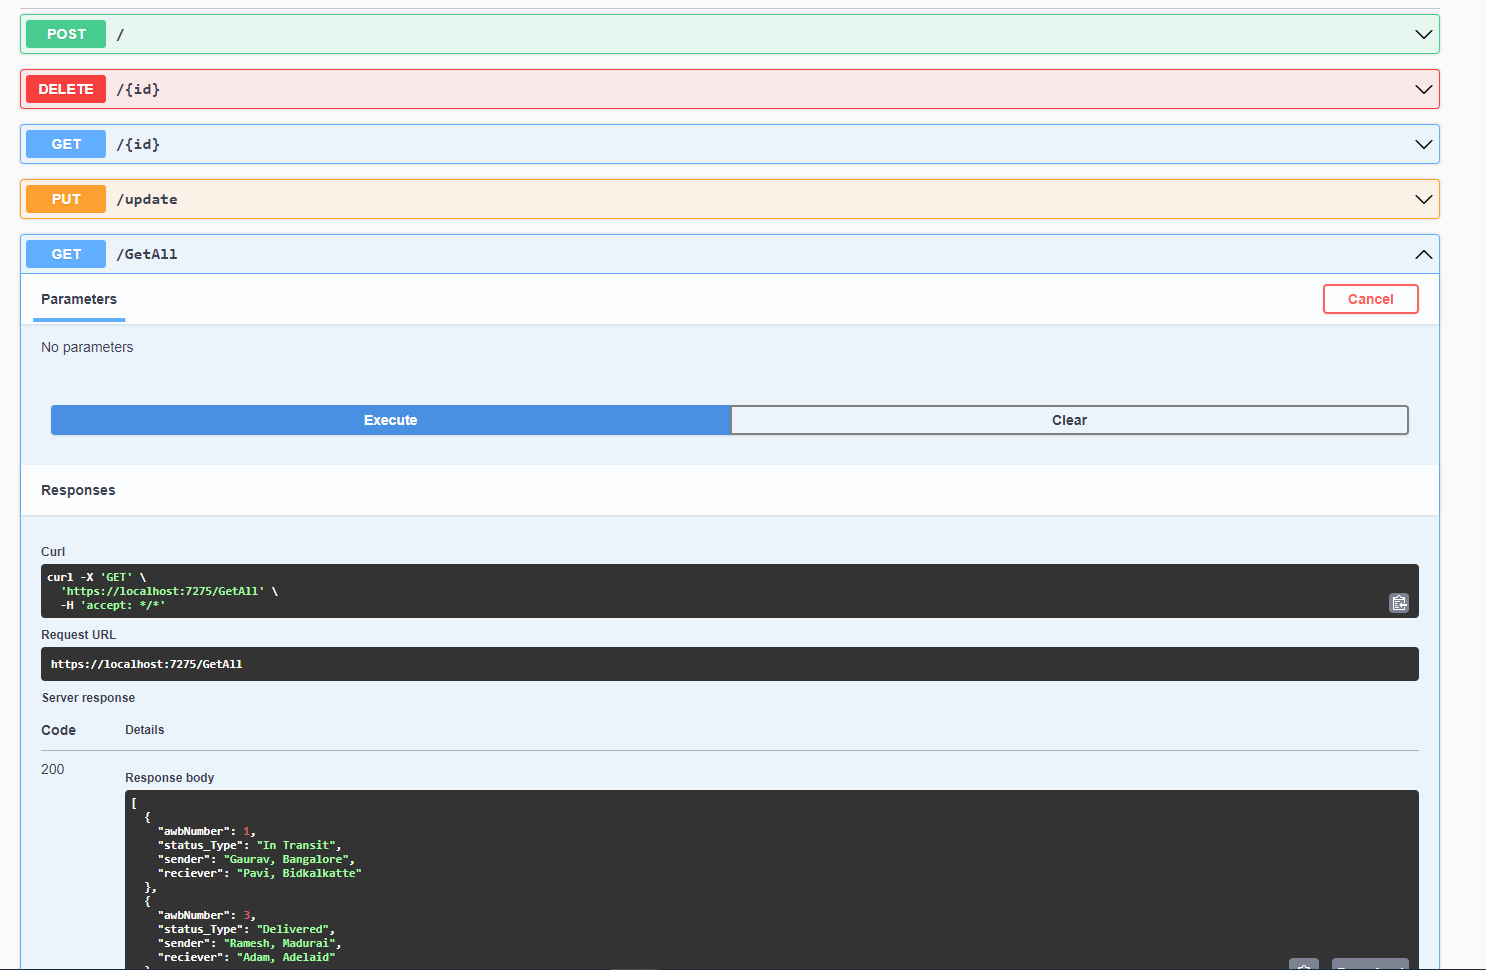 POST /
DELETE /{id}
GET /{id}
PUT /update
GET /GetAll
Parameters
Cancel
No parameters
Execute
Clear
Responses
Curl
curl -X 'GET' \
'https://localhost:7275/GetAll' \
-H 'accept: */*'
Request URL
https://localhost:7275/GetAll
Server response
Code Details
200
Response body
[
{
"awbNumber": 1,
"status_Type": "In Transit",
"sender": "Gaurav, Bangalore",
"reciever": "Pavi, Bidkalkatte"
},
{
"awbNumber": 3,
"status_Type": "Delivered",
"sender": "Ramesh, Madurai",
"reciever": "Adam, Adelaid"